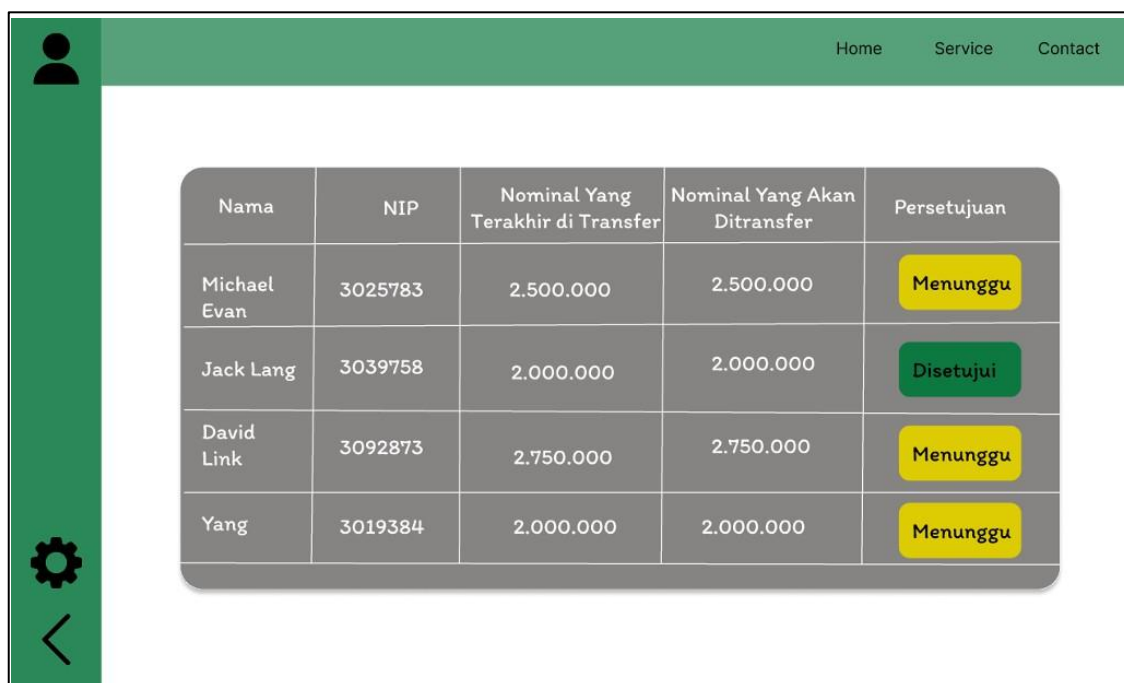 Home Service Contact
Nama NIP Nominal Yang Terakhir di Transfer Nominal Yang Akan Ditransfer Persetujuan
Michael Evan 3025783 2.500.000 2.500.000 Menunggu
Jack Lang 3039758 2.000.000 2.000.000 Disetujui
David Link 3092873 2.750.000 2.750.000 Menunggu
Yang 3019384 2.000.000 2.000.000 Menunggu